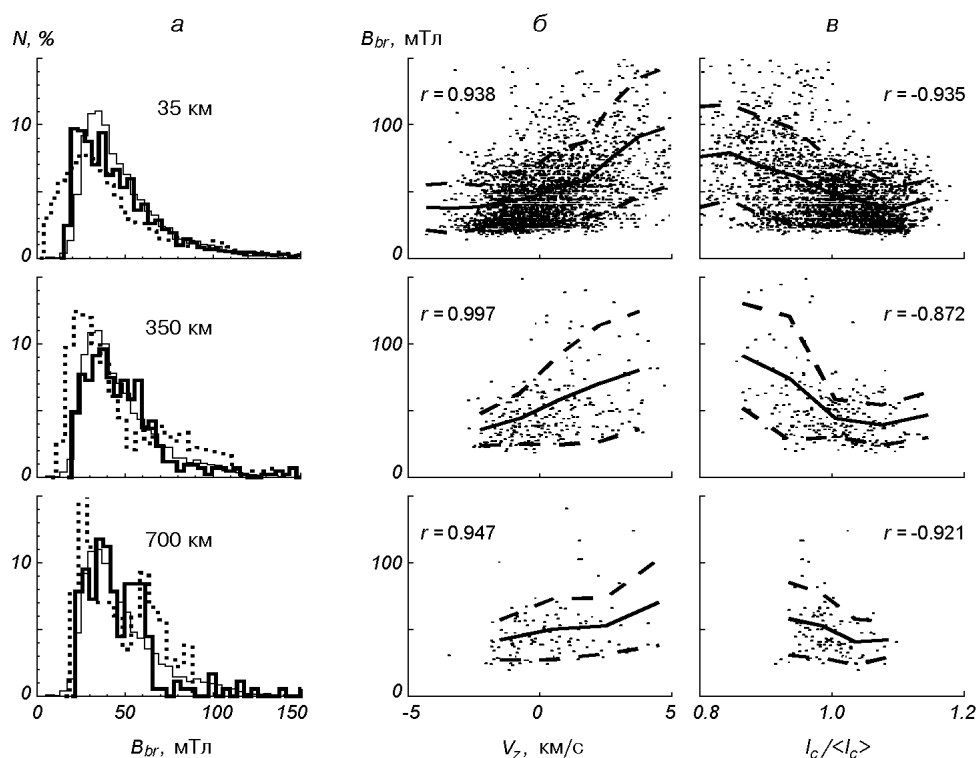 а б в
N, % B_br, мТл
35 км r = 0.938 r = -0.935
10 100
0 0
350 км r = 0.997 r = -0.872
10 100
0 0
700 км r = 0.947 r = -0.921
10 100
0 0
0 50 100 150 -5 0 5 0.8 1.0 1.2
B_br, мТл V_z, км/с I_c/<I_c>